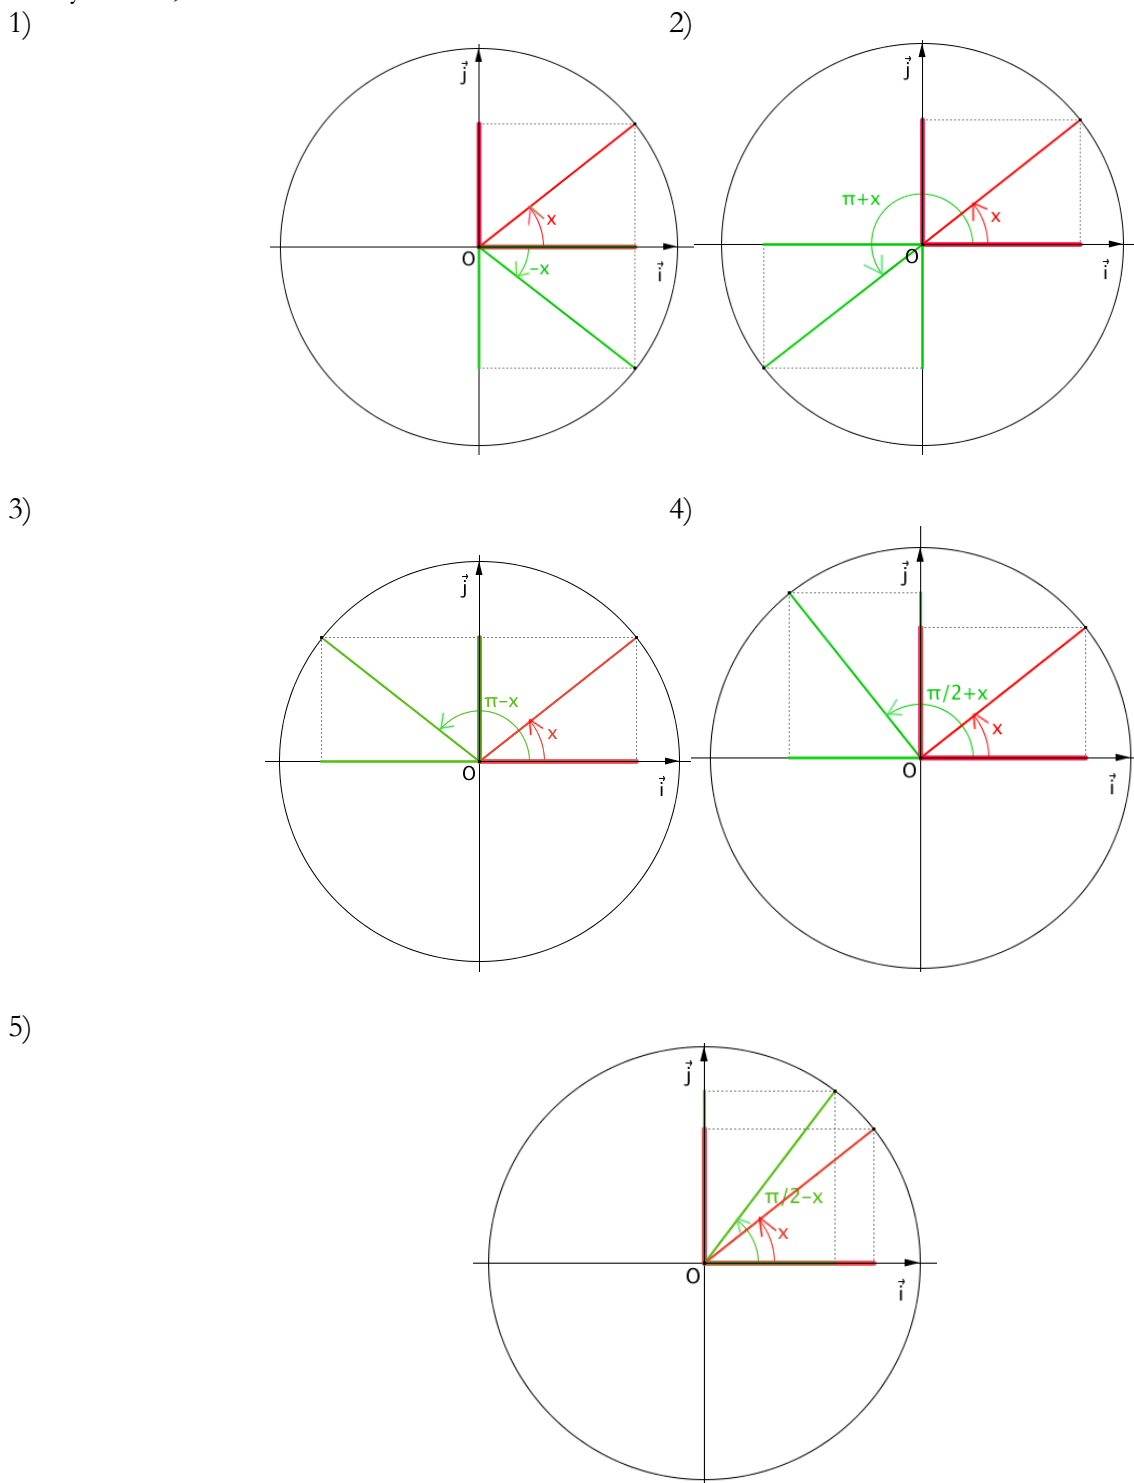 1) 2)
j⃗ j⃗
π+x
x x
O -x i⃗ O i⃗
3) 4)
j⃗ j⃗
π-x π/2+x
x x
O i⃗ O i⃗
5)
j⃗
π/2-x
x
O i⃗